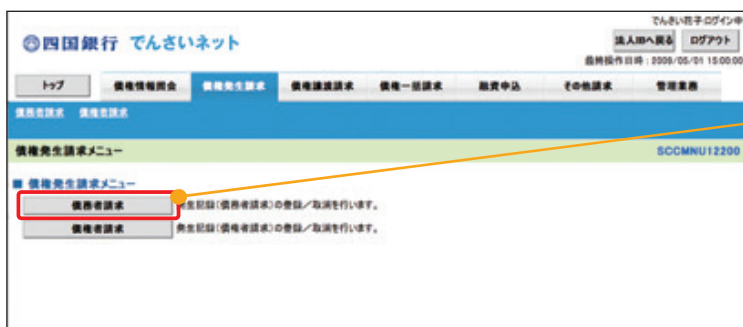 でんさい花子:ログイン中
四国銀行 でんさいネット
法人IBへ戻る ログアウト
最終操作日時:2009/05/01 15:00:00
トップ 債権情報照会 債権発生請求 債権譲渡請求 債権一括請求 融資申込 その他請求 管理業務
債務者請求 債権者請求
債権発生請求メニュー SCCMNU12200
■ 債権発生請求メニュー
債務者請求 発生記録(債務者請求)の登録/取消を行います。
債権者請求 発生記録(債権者請求)の登録/取消を行います。